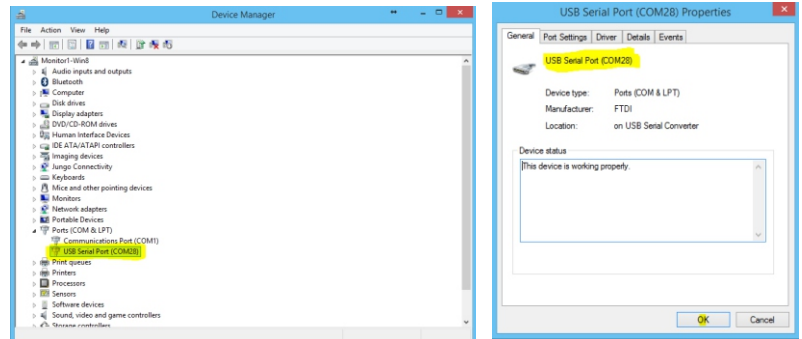 Device Manager
File Action View Help
Monitor1-Win8
Audio inputs and outputs
Bluetooth
Computer
Disk drives
Display adapters
DVD/CD-ROM drives
Human Interface Devices
IDE ATA/ATAPI controllers
Imaging devices
Jungo Connectivity
Keyboards
Mice and other pointing devices
Monitors
Network adapters
Portable Devices
Ports (COM & LPT)
Communications Port (COM1)
USB Serial Port (COM28)
Print queues
Printers
Processors
Sensors
Software devices
Sound, video and game controllers
Storage controllers
USB Serial Port (COM28) Properties
General Port Settings Driver Details Events
USB Serial Port (COM28)
Device type: Ports (COM & LPT)
Manufacturer: FTDI
Location: on USB Serial Converter
Device status
This device is working properly.
OK Cancel